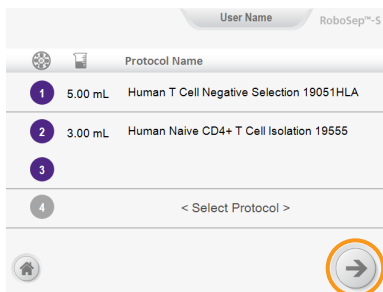 User Name RoboSep™-S
Protocol Name
1 5.00 mL Human T Cell Negative Selection 19051HLA
2 3.00 mL Human Naive CD4+ T Cell Isolation 19555
3
4 < Select Protocol >